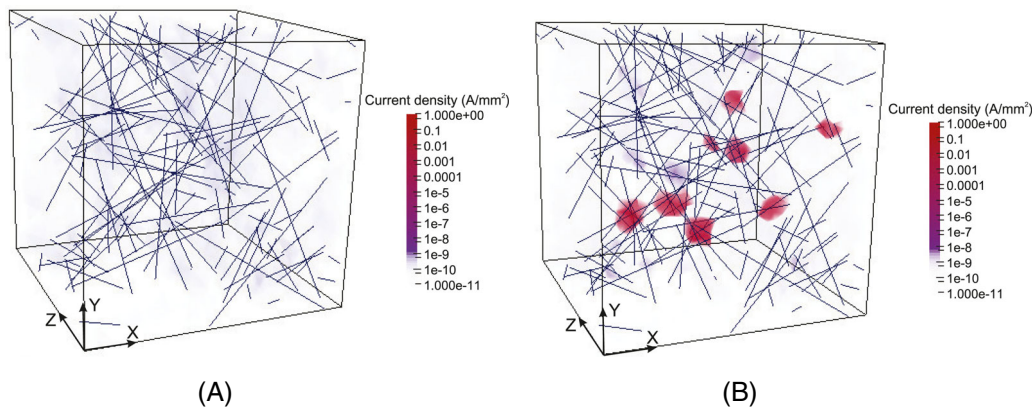 Current density (A/mm²)
1.000e+00
0.1
0.01
0.001
0.0001
1e-5
1e-6
1e-7
1e-8
1e-9
1e-10
1.000e-11
Y
Z
X
(A)
Current density (A/mm²)
1.000e+00
0.1
0.01
0.001
0.0001
1e-5
1e-6
1e-7
1e-8
1e-9
1e-10
1.000e-11
Y
Z
X
(B)